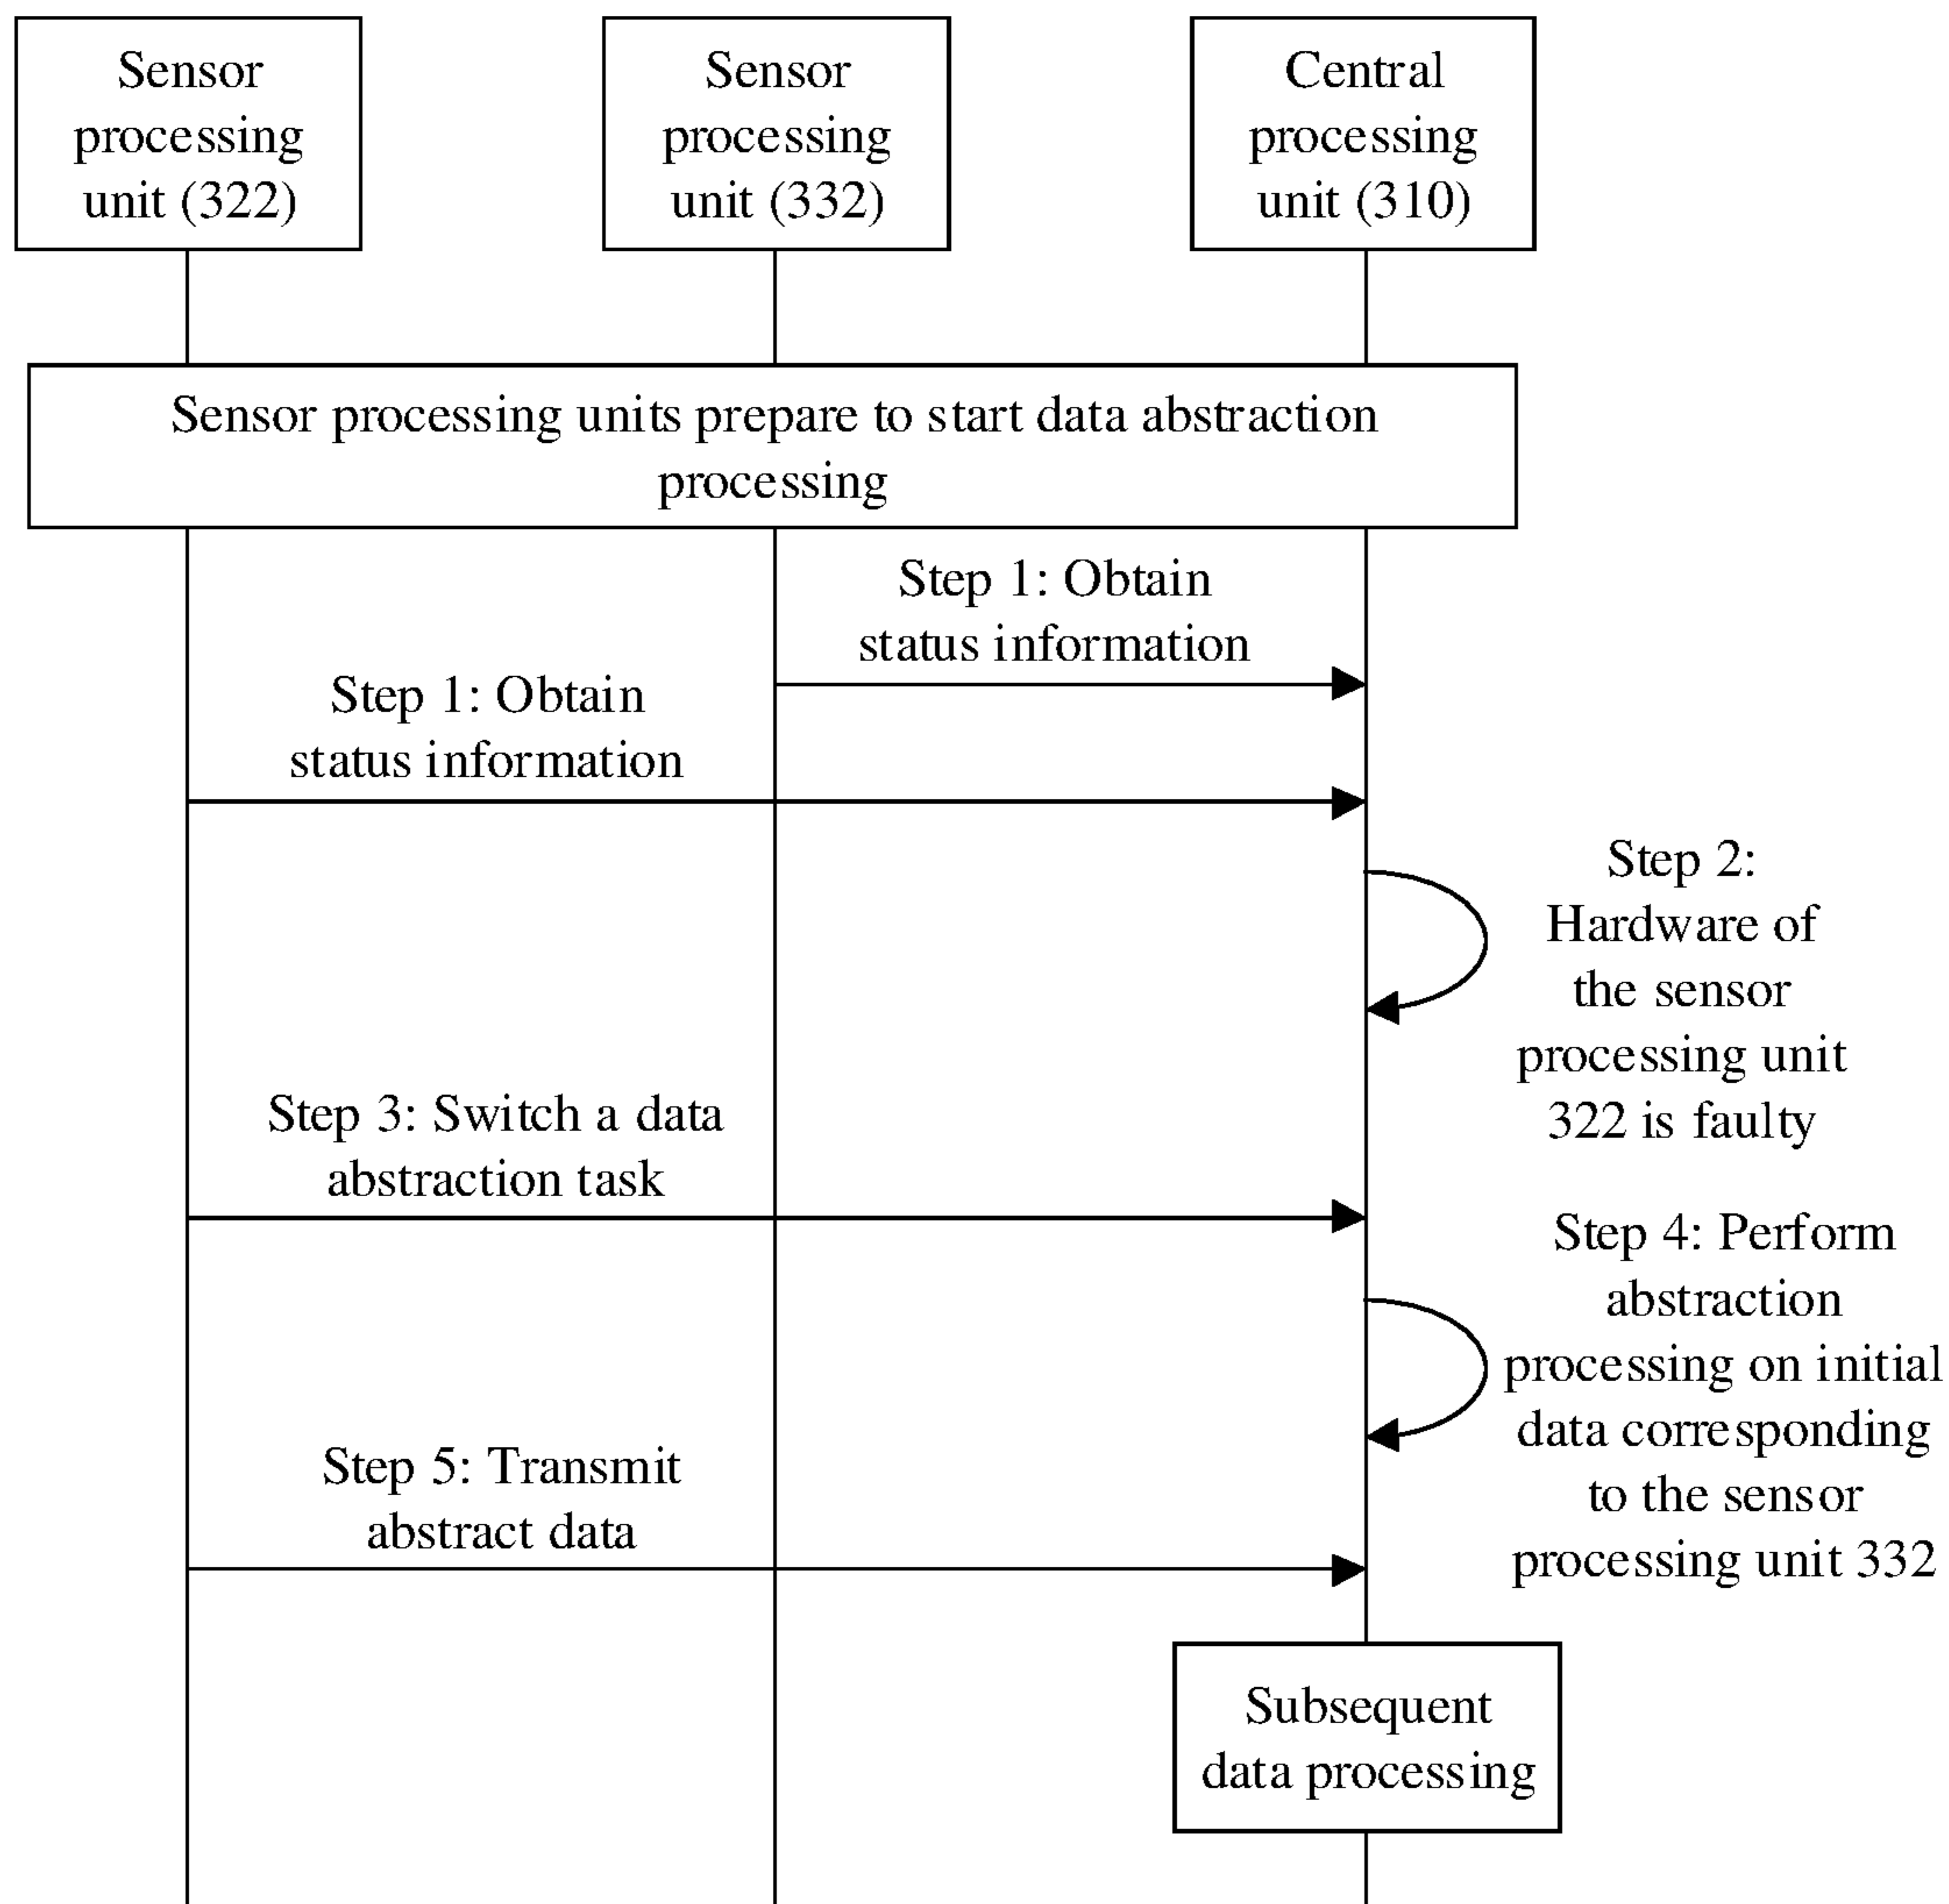 Sensor
processing
unit (322)
Sensor
processing
unit (332)
Central
processing
unit (310)
Sensor processing units prepare to start data abstraction
processing
Step 1: Obtain
status information
Step 1: Obtain
status information
Step 2:
Hardware of
the sensor
processing unit
322 is faulty
Step 3: Switch a data
abstraction task
Step 4: Perform
abstraction
processing on initial
data corresponding
to the sensor
processing unit 332
Step 5: Transmit
abstract data
Subsequent
data processing